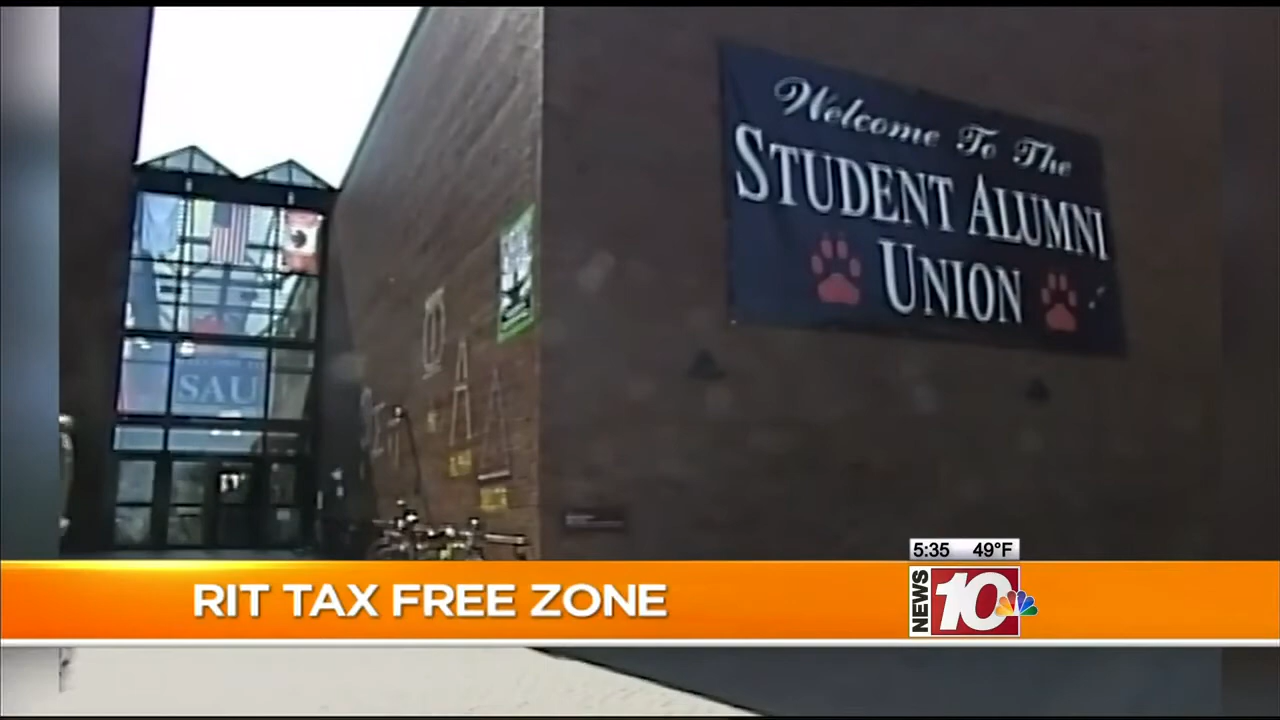 Welcome To The
STUDENT ALUMNI
UNION
SAU
Φ A
A
5:35 49°F
RIT TAX FREE ZONE
NEWS
10